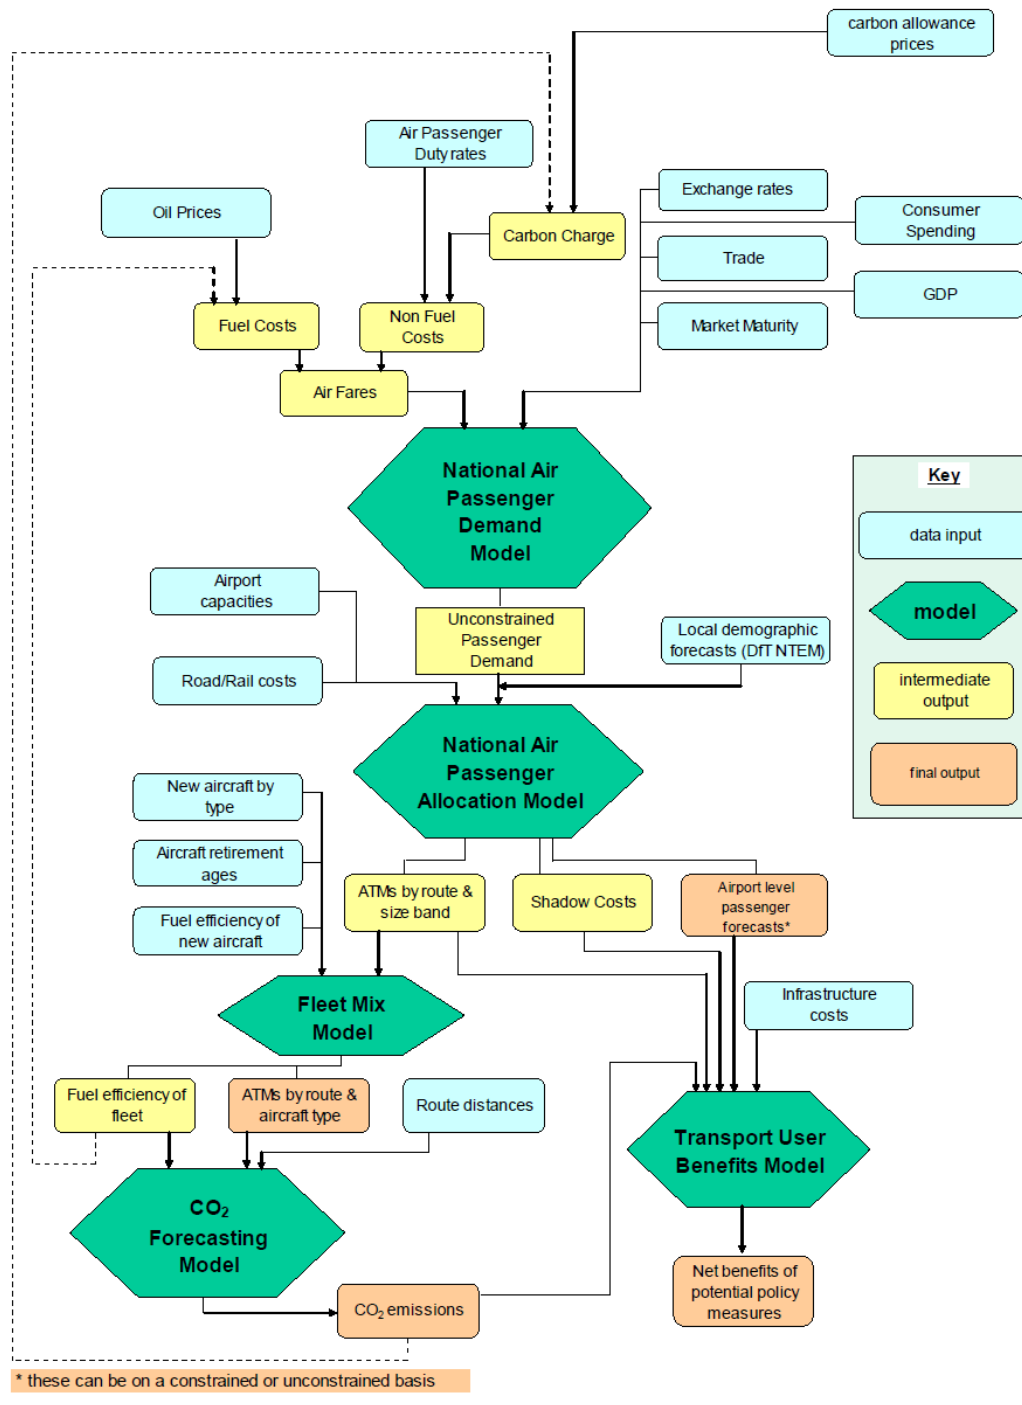 carbon allowance
prices
Air Passenger
Duty rates
Exchange rates
Oil Prices
Consumer
Spending
Carbon Charge
Trade
GDP
Fuel Costs
Non Fuel
Costs
Market Maturity
Air Fares
National Air
Passenger
Demand
Model
Key
data input
model
intermediate
output
final output
Airport
capacities
Unconstrained
Passenger
Demand
Local demographic
forecasts (DfT NTEM)
Road/Rail costs
National Air
Passenger
Allocation Model
New aircraft by
type
Aircraft retirement
ages
Fuel efficiency of
new aircraft
ATMs by route &
size band
Shadow Costs
Airport level
passenger
forecasts*
Fleet Mix
Model
Infrastructure
costs
Fuel efficiency of
fleet
ATMs by route &
aircraft type
Route distances
Transport User
Benefits Model
CO₂
Forecasting
Model
CO₂ emissions
Net benefits of
potential policy
measures
* these can be on a constrained or unconstrained basis